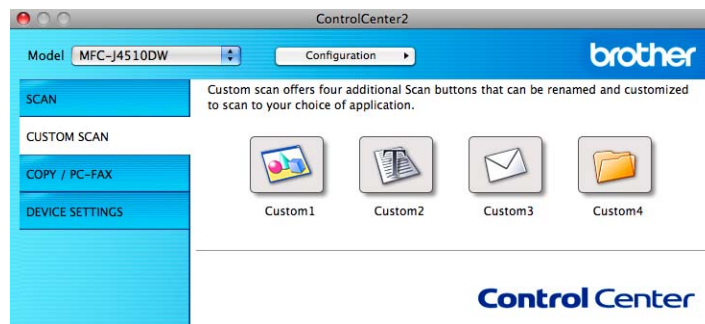 ControlCenter2
Model MFC-J4510DW Configuration brother
SCAN
CUSTOM SCAN
COPY / PC-FAX
DEVICE SETTINGS
Custom scan offers four additional Scan buttons that can be renamed and customized
to scan to your choice of application.
Custom1 Custom2 Custom3 Custom4
Control Center